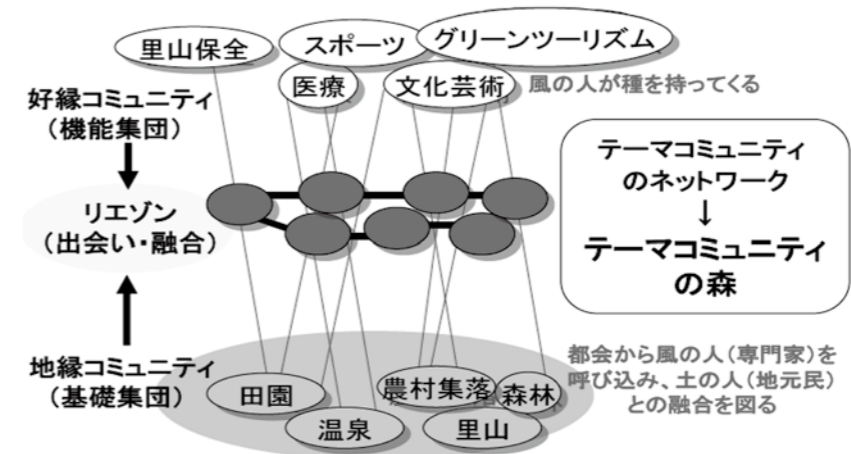 里山保全
スポーツ
グリーンツーリズム
医療
文化芸術
風の人が種を持ってくる
好縁コミュニティ
（機能集団）
リエゾン
（出会い・融合）
地縁コミュニティ
（基礎集団）
テーマコミュニティ
のネットワーク
↓
テーマコミュニティ
の森
都会から風の人（専門家）を
呼び込み、土の人（地元民）
との融合を図る
田園
農村集落
森林
温泉
里山